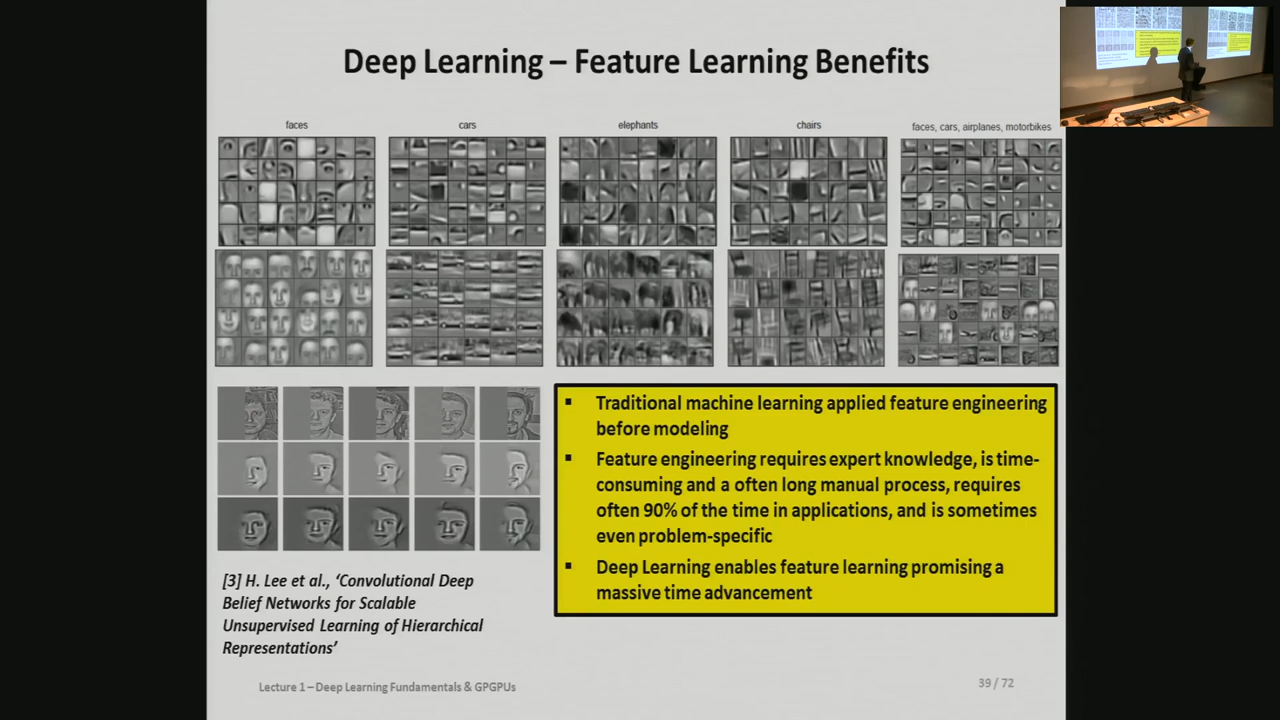 Deep Learning – Feature Learning Benefits
faces
cars
elephants
chairs
faces, cars, airplanes, motorbikes
▪ Traditional machine learning applied feature engineering
before modeling
▪ Feature engineering requires expert knowledge, is time-
consuming and a often long manual process, requires
often 90% of the time in applications, and is sometimes
even problem-specific
▪ Deep Learning enables feature learning promising a
massive time advancement
[3] H. Lee et al., ‘Convolutional Deep
Belief Networks for Scalable
Unsupervised Learning of Hierarchical
Representations’
Lecture 1 – Deep Learning Fundamentals & GPGPUs
39 / 72